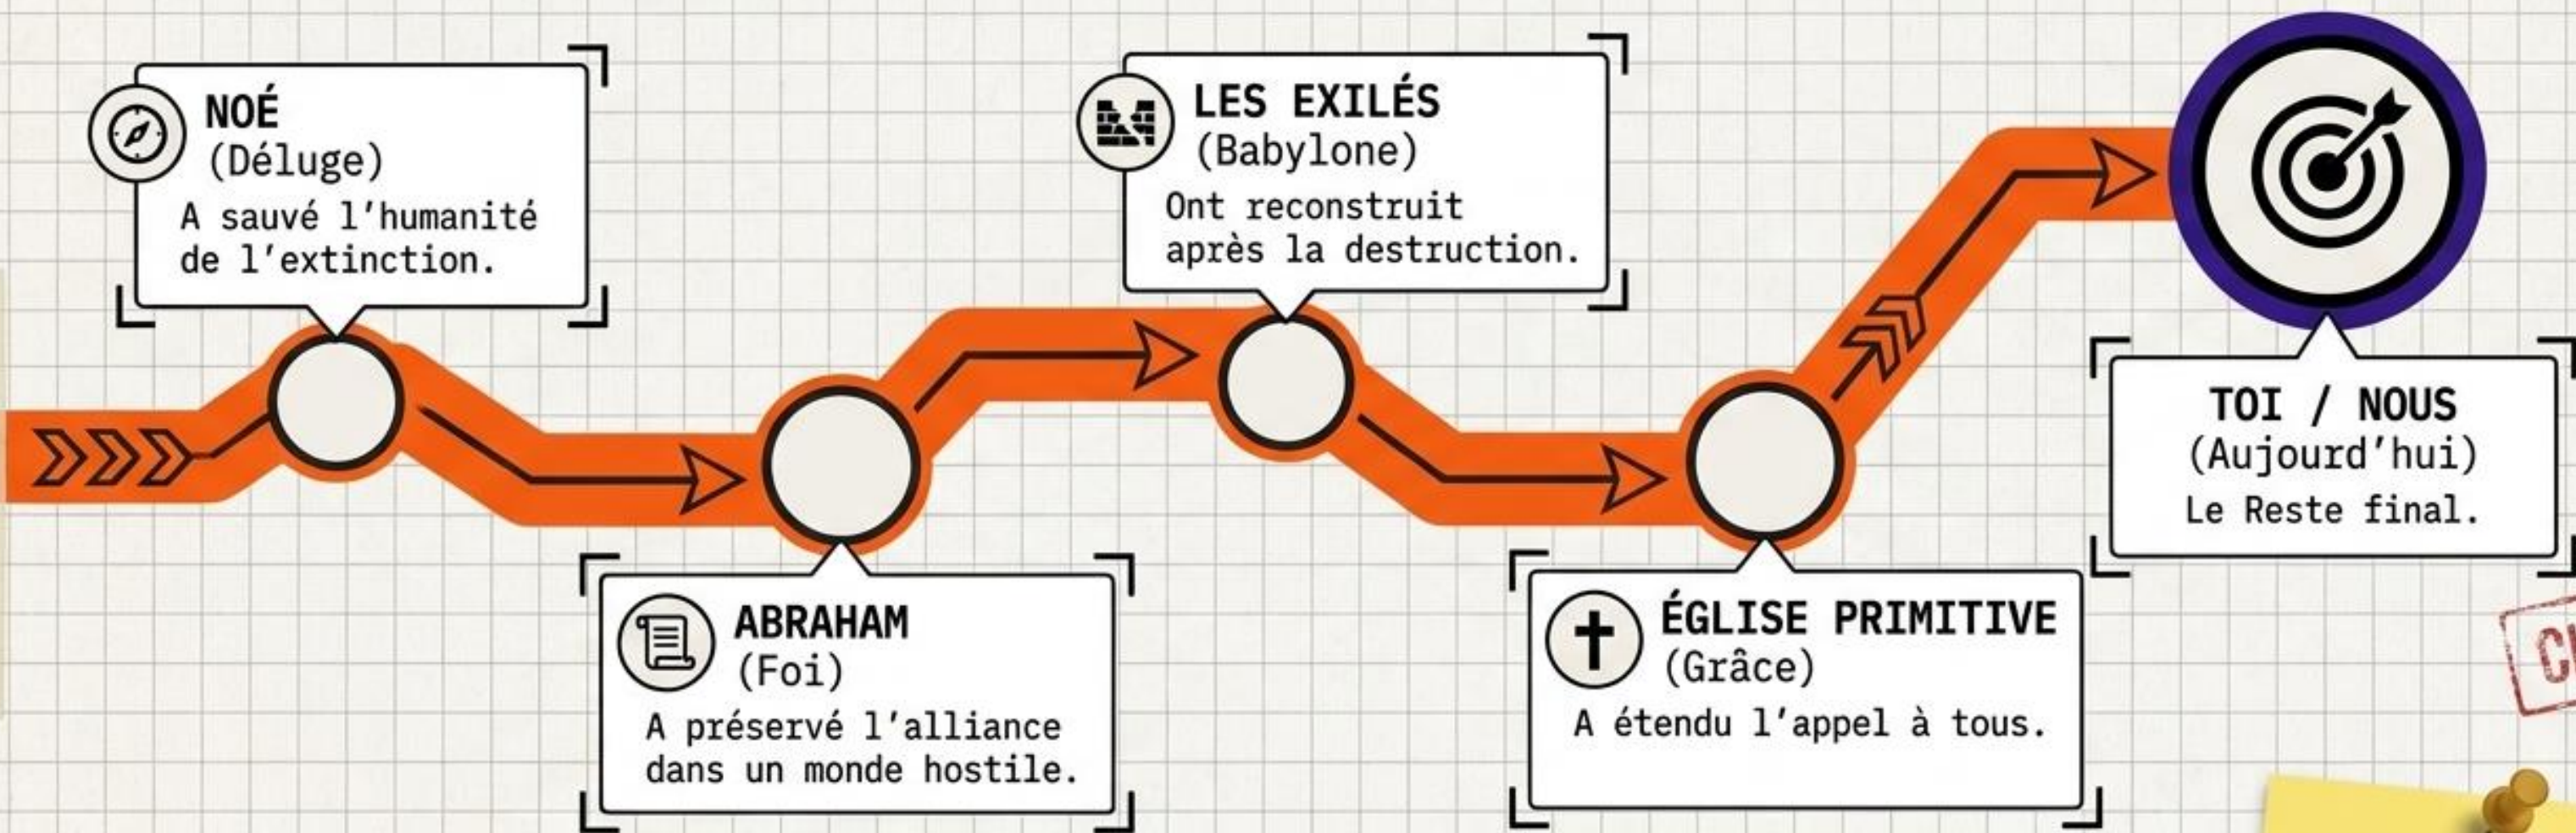 NOÉ
(Déluge)
A sauvé l'humanité
de l'extinction.
ABRAHAM
(Foi)
A préservé l'alliance
dans un monde hostile.
LES EXILÉS
(Babylone)
Ont reconstruit
après la destruction.
ÉGLISE PRIMITIVE
(Grâce)
A étendu l'appel à tous.
TOI / NOUS
(Aujourd'hui)
Le Reste final.